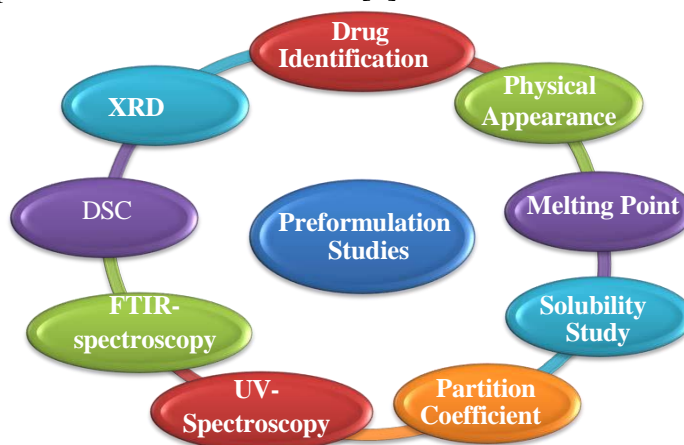 Drug
Identification
Physical
Appearance
Melting Point
Solubility
Study
Partition
Coefficient
UV-
Spectroscopy
FTIR-
spectroscopy
DSC
XRD
Preformulation
Studies